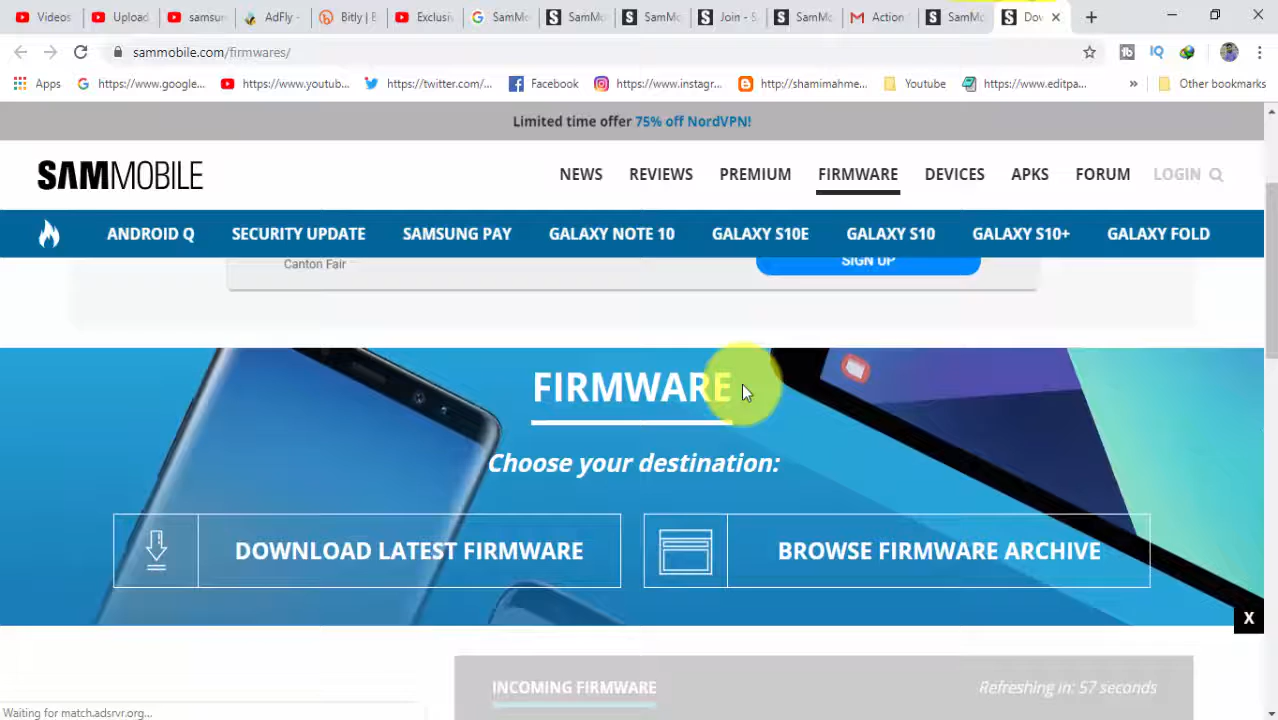 Videos
Upload
samsun
AdFly -
Bitly | E
Exclusiv
SamMo
SamMo
SamMo
Join - S
SamMo
Action
SamMo
Dov
sammobile.com/firmwares/
Apps
https://www.google...
https://www.youtub...
https://twitter.com/...
Facebook
https://www.instagr...
http://shamimahme...
Youtube
https://www.editpa...
»
Other bookmarks
Limited time offer 75% off NordVPN!
SAMMOBILE
NEWS
REVIEWS
PREMIUM
FIRMWARE
DEVICES
APKS
FORUM
LOGIN
ANDROID Q
SECURITY UPDATE
SAMSUNG PAY
GALAXY NOTE 10
GALAXY S10E
GALAXY S10
GALAXY S10+
GALAXY FOLD
Canton Fair
SIGN UP
FIRMWARE
Choose your destination:
DOWNLOAD LATEST FIRMWARE
BROWSE FIRMWARE ARCHIVE
X
INCOMING FIRMWARE
Refreshing in: 57 seconds
Waiting for match.adsrvr.org...